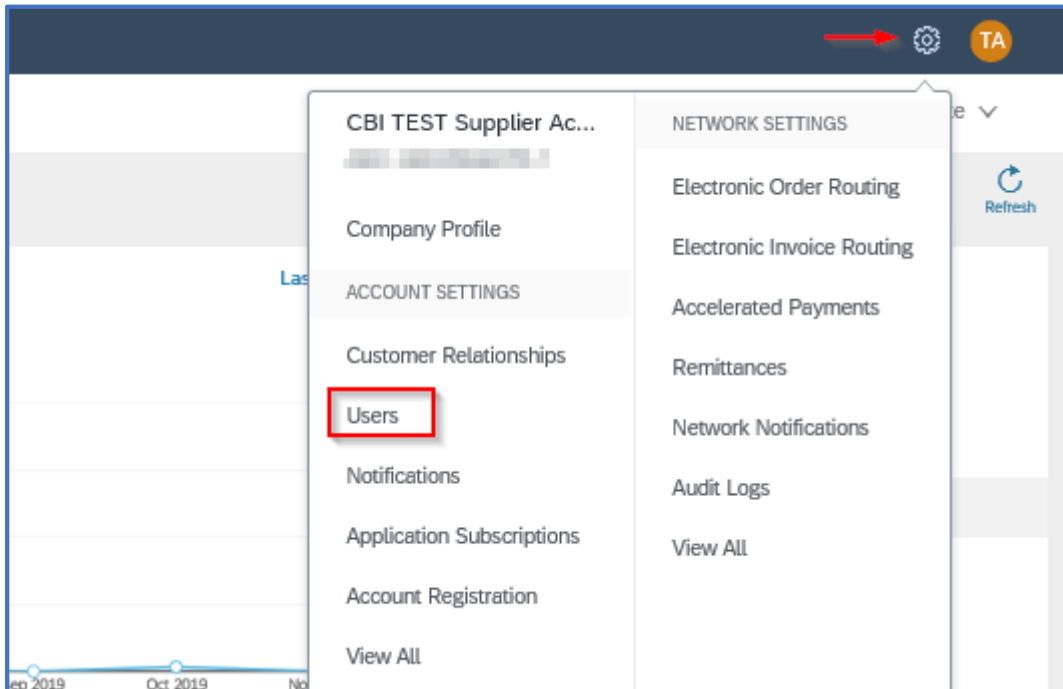 TA
CBI TEST Supplier Ac...
Company Profile
ACCOUNT SETTINGS
Customer Relationships
Users
Notifications
Application Subscriptions
Account Registration
View All
NETWORK SETTINGS
Electronic Order Routing
Electronic Invoice Routing
Accelerated Payments
Remittances
Network Notifications
Audit Logs
View All
Refresh
Oct 2019